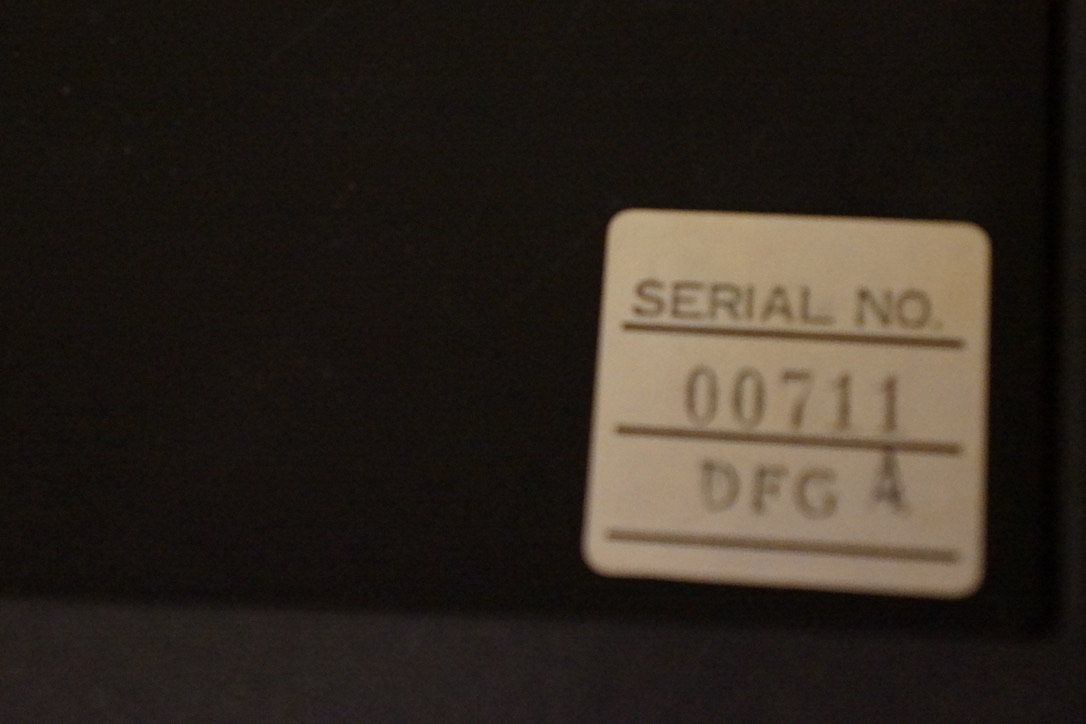 SERIAL NO.
00711
DFG A